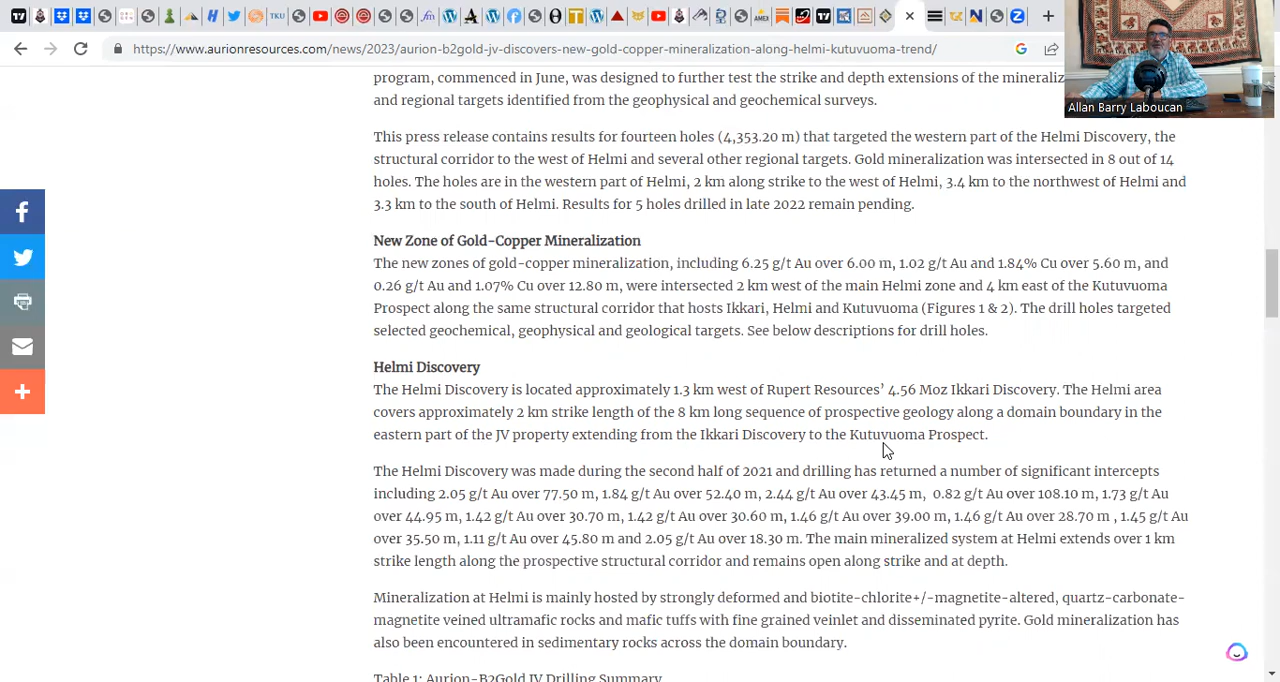 https://www.aurionresources.com/news/2023/aurion-b2gold-jv-discovers-new-gold-copper-mineralization-along-helmi-kutuvuoma-trend/
Allan Barry Laboucan
program, commenced in June, was designed to further test the strike and depth extensions of the
and regional targets identified from the geophysical and geochemical surveys.
This press release contains results for fourteen holes (4,353.20 m) that targeted the western part of the Helmi Discovery, the
structural corridor to the west of Helmi and several other regional targets. Gold mineralization was intersected in 8 out of 14
holes. The holes are in the western part of Helmi, 2 km along strike to the west of Helmi, 3.4 km to the northwest of Helmi and
3.3 km to the south of Helmi. Results for 5 holes drilled in late 2022 remain pending.
New Zone of Gold-Copper Mineralization
The new zones of gold-copper mineralization, including 6.25 g/t Au over 6.00 m, 1.02 g/t Au and 1.84% Cu over 5.60 m, and
0.26 g/t Au and 1.07% Cu over 12.80 m, were intersected 2 km west of the main Helmi zone and 4 km east of the Kutuvuoma
Prospect along the same structural corridor that hosts Ikkari, Helmi and Kutuvuoma (Figures 1 & 2). The drill holes targeted
selected geochemical, geophysical and geological targets. See below descriptions for drill holes.
Helmi Discovery
The Helmi Discovery is located approximately 1.3 km west of Rupert Resources' 4.56 Moz Ikkari Discovery. The Helmi area
covers approximately 2 km strike length of the 8 km long sequence of prospective geology along a domain boundary in the
eastern part of the JV property extending from the Ikkari Discovery to the Kutuvuoma Prospect.
The Helmi Discovery was made during the second half of 2021 and drilling has returned a number of significant intercepts
including 2.05 g/t Au over 77.50 m, 1.84 g/t Au over 52.40 m, 2.44 g/t Au over 43.45 m,  0.82 g/t Au over 108.10 m, 1.73 g/t Au
over 44.95 m, 1.42 g/t Au over 30.70 m, 1.42 g/t Au over 30.60 m, 1.46 g/t Au over 39.00 m, 1.46 g/t Au over 28.70 m , 1.45 g/t Au
over 35.50 m, 1.11 g/t Au over 45.80 m and 2.05 g/t Au over 18.30 m. The main mineralized system at Helmi extends over 1 km
strike length along the prospective structural corridor and remains open along strike and at depth.
Mineralization at Helmi is mainly hosted by strongly deformed and biotite-chlorite+/-magnetite-altered, quartz-carbonate-
magnetite veined ultramafic rocks and mafic tuffs with fine grained veinlet and disseminated pyrite. Gold mineralization has
also been encountered in sedimentary rocks across the domain boundary.
Table 1: Aurion-B2Gold JV Drilling Summary